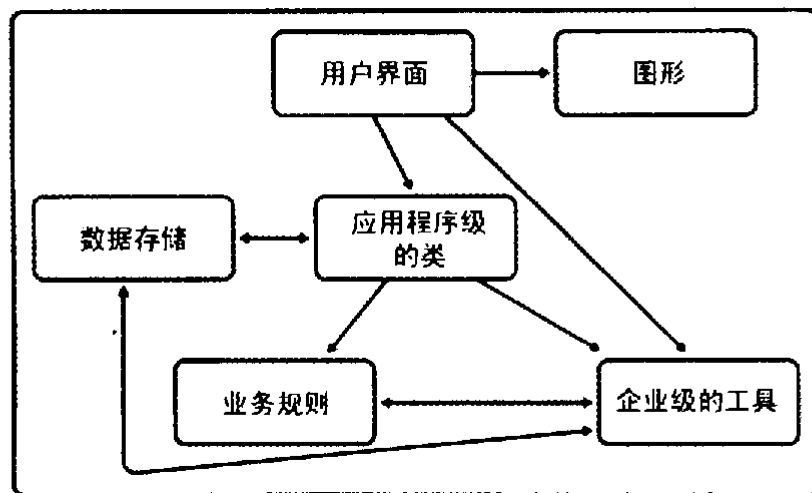 用户界面
图形
数据存储
应用程序级
的类
业务规则
企业级的工具